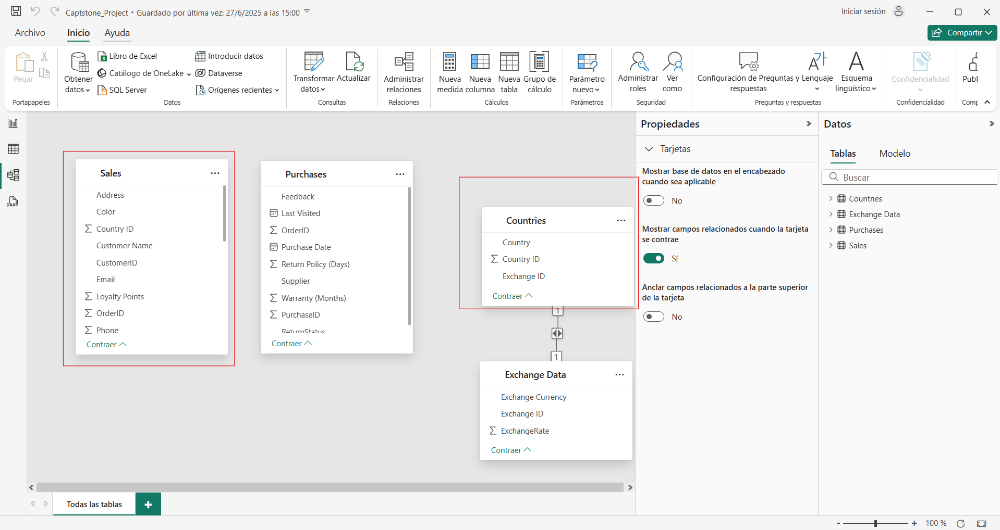 Captstone_Project • Guardado por última vez: 27/6/2025 a las 15:00
Iniciar sesión
Archivo
Inicio
Ayuda
Compartir
Pegar
Portapapeles
Obtener datos
Libro de Excel
Catálogo de OneLake
SQL Server
Introducir datos
Dataverse
Orígenes recientes
Datos
Transformar datos
Actualizar
Consultas
Administrar relaciones
Relaciones
Nueva medida
Nueva columna
Nueva tabla
Grupo de cálculo
Cálculos
Parámetro nuevo
Parámetros
Administrar roles
Ver como
Seguridad
Configuración de Preguntas y respuestas
Lenguaje
Esquema lingüístico
Preguntas y respuestas
Confidencialidad
Confidencialidad
Publ
Comp
DAX
Sales
Address
Color
Country ID
Customer Name
CustomerID
Email
Loyalty Points
OrderID
Phone
Contraer
Purchases
Feedback
Last Visited
OrderID
Purchase Date
Return Policy (Days)
Supplier
Warranty (Months)
PurchaseID
ReturnStatus
Contraer
Countries
Country
Country ID
Exchange ID
Contraer
1
1
Exchange Data
Exchange Currency
Exchange ID
ExchangeRate
Contraer
Propiedades
Tarjetas
Mostrar base de datos en el encabezado
cuando sea aplicable
No
Mostrar campos relacionados cuando la tarjeta
se contrae
Sí
Anclar campos relacionados a la parte superior
de la tarjeta
No
Datos
Tablas
Modelo
Buscar
Countries
Exchange Data
Purchases
Sales
Todas las tablas
+
- + 100 %